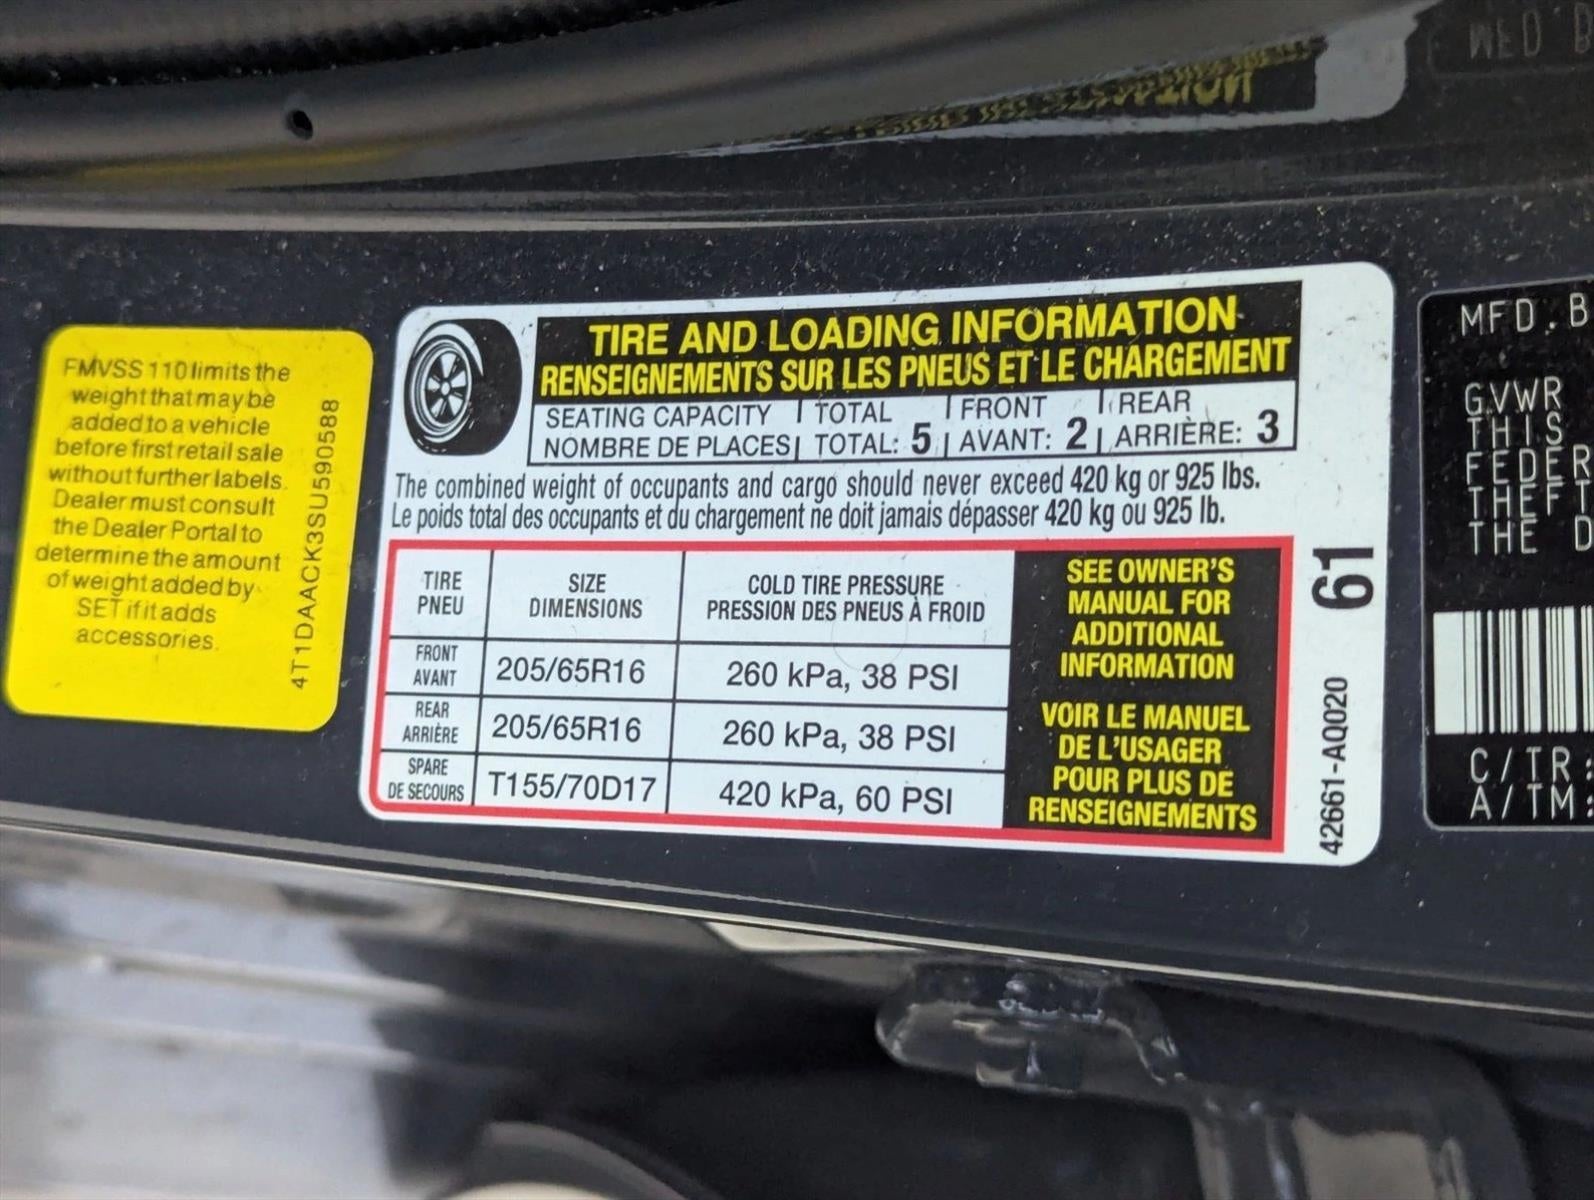 WED B
FMVSS 110 limits the
weight that may be
added to a vehicle
before first retail sale
without further labels.
Dealer must consult
the Dealer Portal to
determine the amount
of weight added by
SET if it adds
accessories.
4T1DAACK3SU590588
TIRE AND LOADING INFORMATION
RENSEIGNEMENTS SUR LES PNEUS ET LE CHARGEMENT
SEATING CAPACITY TOTAL FRONT REAR
NOMBRE DE PLACES TOTAL: 5 AVANT: 2 ARRIÈRE: 3
The combined weight of occupants and cargo should never exceed 420 kg or 925 lbs.
Le poids total des occupants et du chargement ne doit jamais dépasser 420 kg ou 925 lb.
TIRE SIZE COLD TIRE PRESSURE
PNEU DIMENSIONS PRESSION DES PNEUS À FROID
FRONT
AVANT 205/65R16 260 kPa, 38 PSI
REAR
ARRIÈRE 205/65R16 260 kPa, 38 PSI
SPARE
DE SECOURS T155/70D17 420 kPa, 60 PSI
SEE OWNER'S
MANUAL FOR
ADDITIONAL
INFORMATION
VOIR LE MANUEL
DE L'USAGER
POUR PLUS DE
RENSEIGNEMENTS
61
42661-AQ020
MFD. B
GVWR
THIS
FEDER
THEFT
THE D
C/TR:
A/TM: